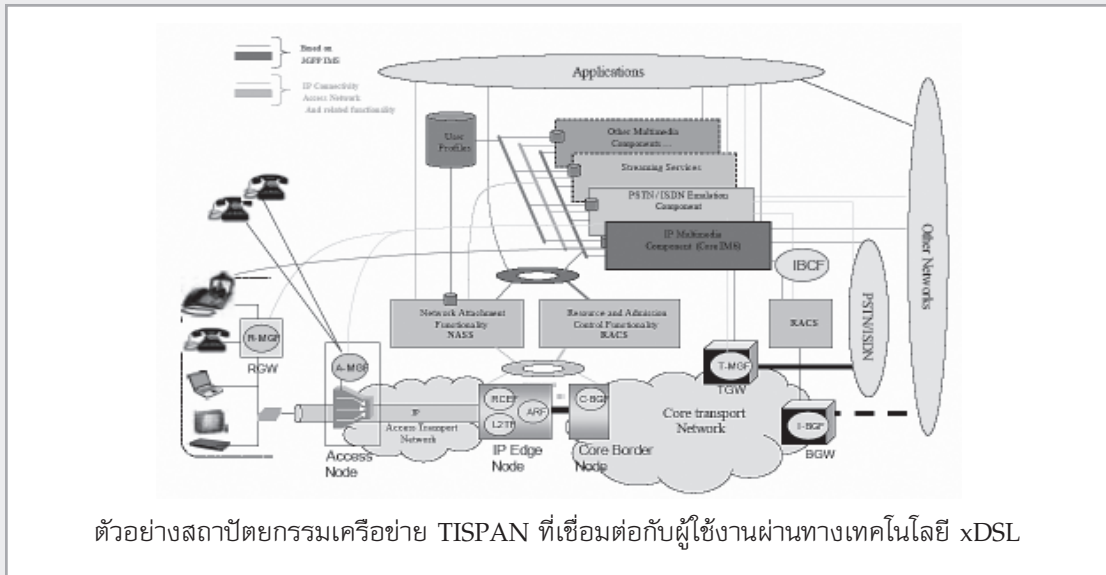 Based on
3GPP IMS
IP Connectivity
Access Network
And related functionality
Applications
User
Profiles
Other Multimedia
Components ...
Streaming Services
PSTN / ISDN Emulation
Component
IP Multimedia
Component (Core IMS)
IBCF
Other Networks
PSTN/ISDN
Network Attachment
Functionality
NASS
Resource and Admission
Control Functionality
RACS
RACS
R-MGF
RGW
A-MGF
T-MGF
TGW
IP
Access Transport
Network
RCEF
ARF
L2TF
C-BGF
Core transport
Network
I-BGF
BGW
Access
Node
IP Edge
Node
Core Border
Node
ตัวอย่างสถาปัตยกรรมเครือข่าย TISPAN ที่เชื่อมต่อกับผู้ใช้งานผ่านทางเทคโนโลยี xDSL